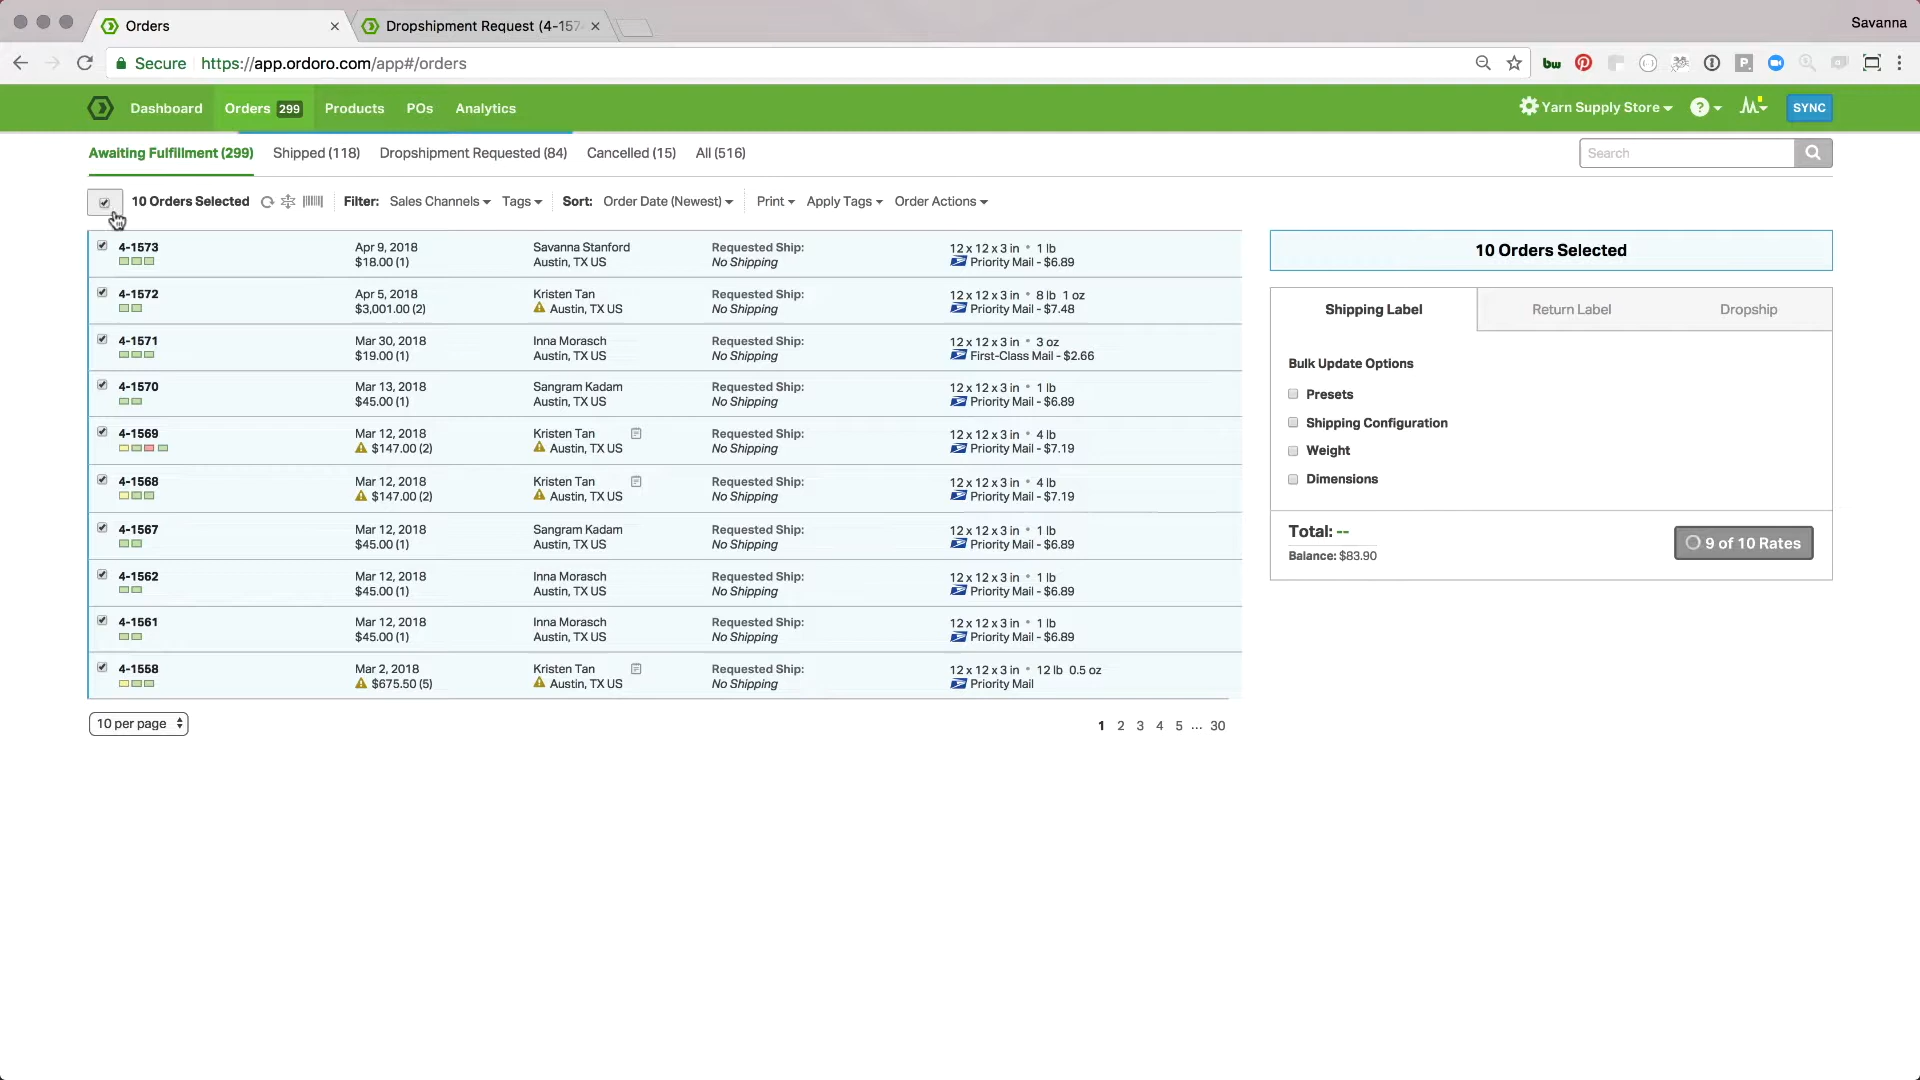 Savanna
Orders
Dropshipment Request (4-157
Secure https://app.ordoro.com/app#/orders
Dashboard Orders 299 Products POs Analytics
Yarn Supply Store SYNC
Awaiting Fulfillment (299) Shipped (118) Dropshipment Requested (84) Cancelled (15) All (516)
Search
10 Orders Selected Filter: Sales Channels Tags Sort: Order Date (Newest) Print Apply Tags Order Actions
4-1573 Apr 9, 2018 Savanna Stanford Requested Ship: 12 x 12 x 3 in • 1 lb
$18.00 (1) Austin, TX US No Shipping Priority Mail - $6.89
4-1572 Apr 5, 2018 Kristen Tan Requested Ship: 12 x 12 x 3 in • 8 lb 1 oz
$3,001.00 (2) Austin, TX US No Shipping Priority Mail - $7.48
4-1571 Mar 30, 2018 Inna Morasch Requested Ship: 12 x 12 x 3 in • 3 oz
$19.00 (1) Austin, TX US No Shipping First-Class Mail - $2.66
4-1570 Mar 13, 2018 Sangram Kadam Requested Ship: 12 x 12 x 3 in • 1 lb
$45.00 (1) Austin, TX US No Shipping Priority Mail - $6.89
4-1569 Mar 12, 2018 Kristen Tan Requested Ship: 12 x 12 x 3 in • 4 lb
$147.00 (2) Austin, TX US No Shipping Priority Mail - $7.19
4-1568 Mar 12, 2018 Kristen Tan Requested Ship: 12 x 12 x 3 in • 4 lb
$147.00 (2) Austin, TX US No Shipping Priority Mail - $7.19
4-1567 Mar 12, 2018 Sangram Kadam Requested Ship: 12 x 12 x 3 in • 1 lb
$45.00 (1) Austin, TX US No Shipping Priority Mail - $6.89
4-1562 Mar 12, 2018 Inna Morasch Requested Ship: 12 x 12 x 3 in • 1 lb
$45.00 (1) Austin, TX US No Shipping Priority Mail - $6.89
4-1561 Mar 12, 2018 Inna Morasch Requested Ship: 12 x 12 x 3 in • 1 lb
$45.00 (1) Austin, TX US No Shipping Priority Mail - $6.89
4-1558 Mar 2, 2018 Kristen Tan Requested Ship: 12 x 12 x 3 in • 12 lb 0.5 oz
$675.50 (5) Austin, TX US No Shipping Priority Mail
10 per page 1 2 3 4 5 ... 30
10 Orders Selected
Shipping Label Return Label Dropship
Bulk Update Options
Presets
Shipping Configuration
Weight
Dimensions
Total: --
Balance: $83.90
9 of 10 Rates